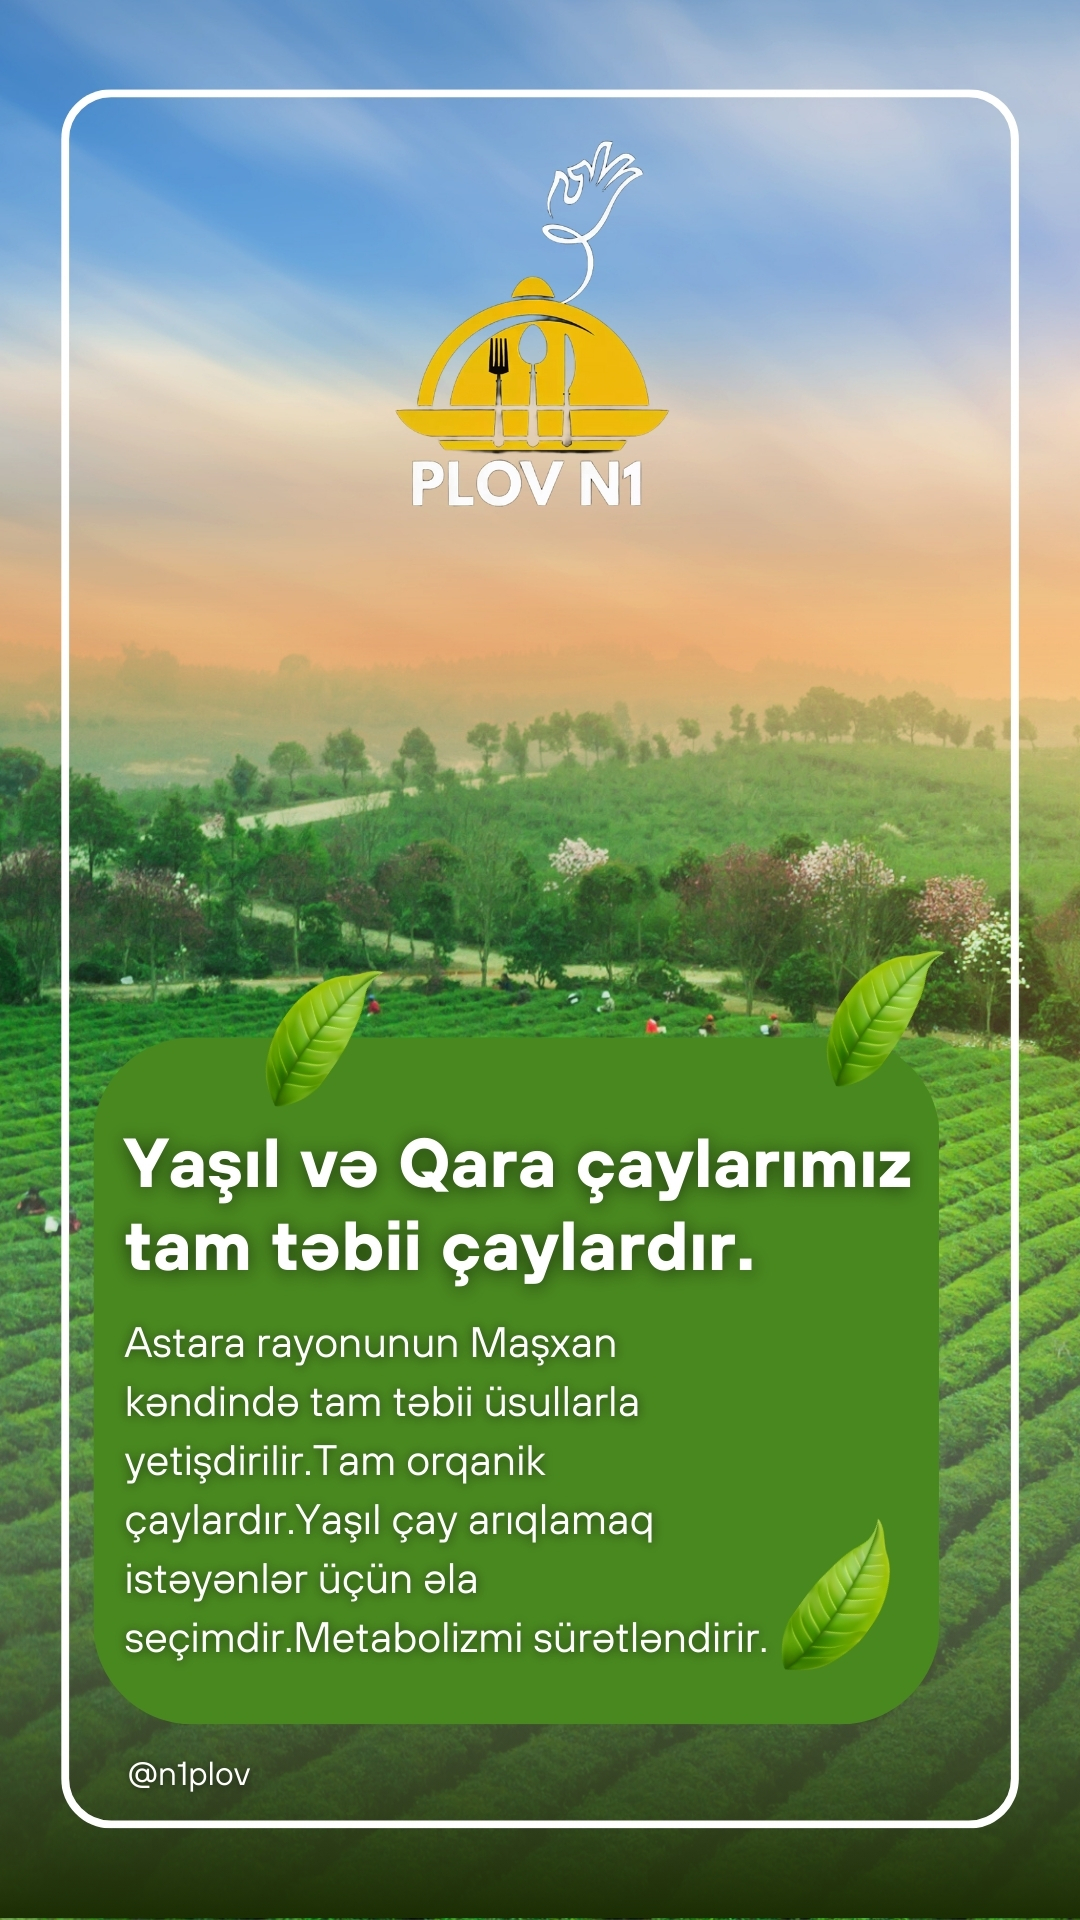 PLOV N1
Yaşıl və Qara çaylarımız
tam təbii çaylardır.
Astara rayonunun Maşxan
kəndində tam təbii üsullarla
yetişdirilir.Tam orqanik
çaylardır.Yaşıl çay arıqlamaq
istəyənlər üçün əla
seçimdir.Metabolizmi sürətləndirir.
@n1plov